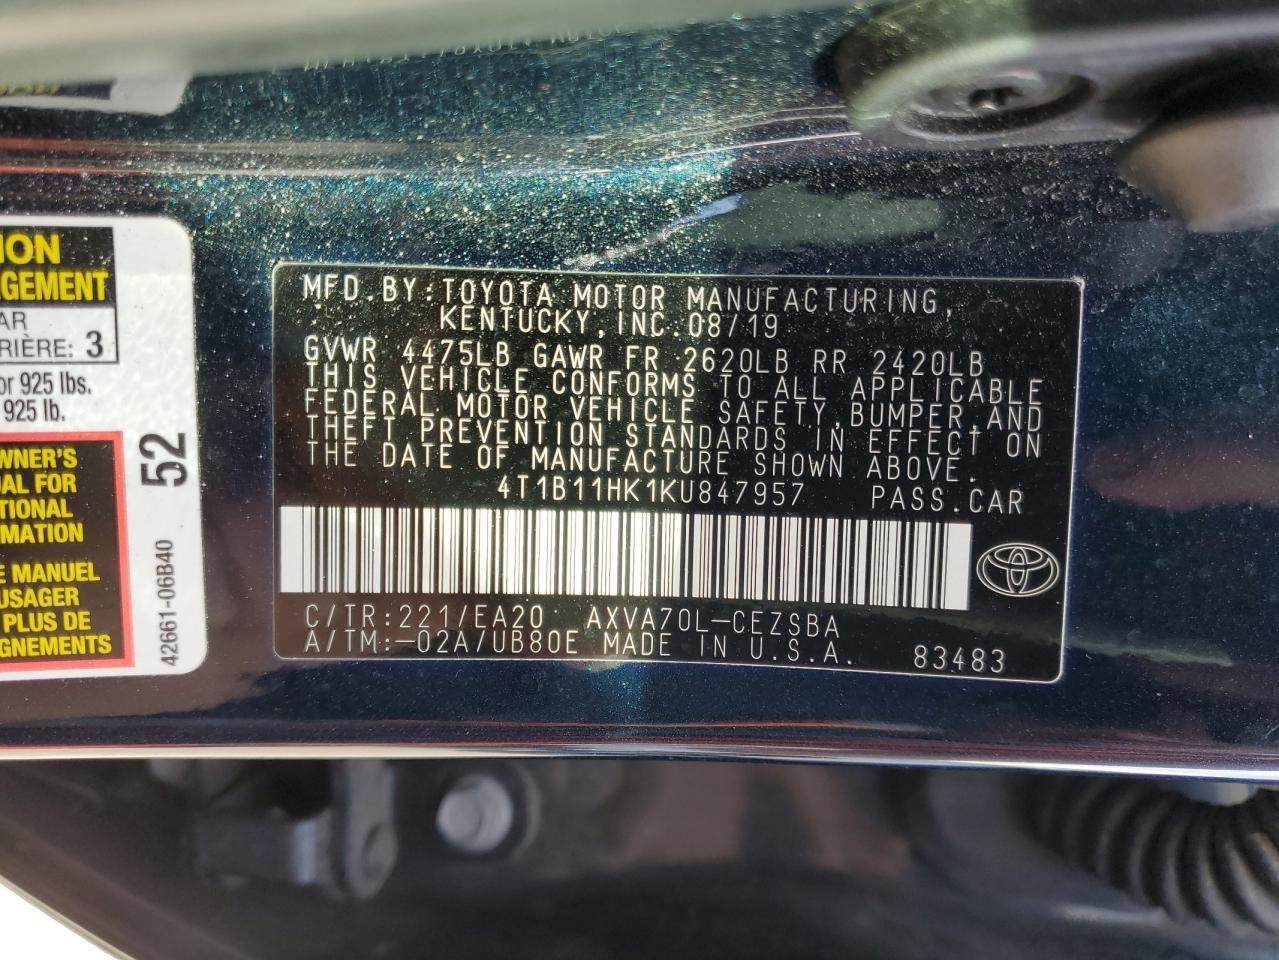 ION
GEMENT
AR
RIÈRE: 3
or 925 lbs.
925 lb.
WNER'S
UAL FOR
TIONAL
MATION
E MANUEL
USAGER
PLUS DE
GNEMENTS
52
42661-06B40
MFD.BY:TOYOTA MOTOR MANUFACTURING,
KENTUCKY,INC.08/19
GVWR 4475LB GAWR FR 2620LB RR 2420LB
THIS VEHICLE CONFORMS TO ALL APPLICABLE
FEDERAL MOTOR VEHICLE SAFETY,BUMPER,AND
THEFT PREVENTION STANDARDS IN EFFECT ON
THE DATE OF MANUFACTURE SHOWN ABOVE.
4T1B11HK1KU847957 PASS.CAR
C/TR:221/EA20 AXVA70L-CEZSBA
A/TM:-02A/UB80E MADE IN U.S.A. 83483